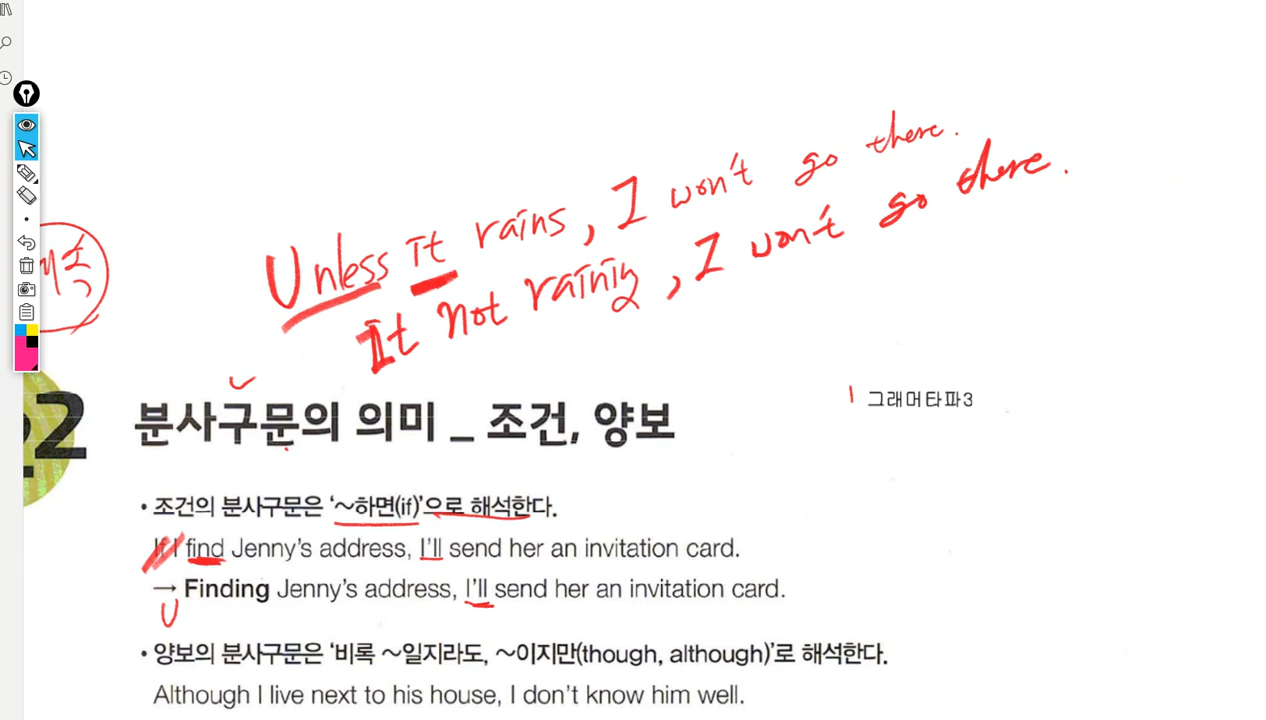 Unless it rains, I won't go there.
It not rainig, I won't go there.
22
분사구문의 의미 _ 조건, 양보
그래머타파3
• 조건의 분사구문은 ‘~하면(if)’으로 해석한다.
If I find Jenny's address, I'll send her an invitation card.
→ Finding Jenny's address, I'll send her an invitation card.
• 양보의 분사구문은 ‘비록 ~일지라도, ~이지만(though, although)’로 해석한다.
Although I live next to his house, I don't know him well.